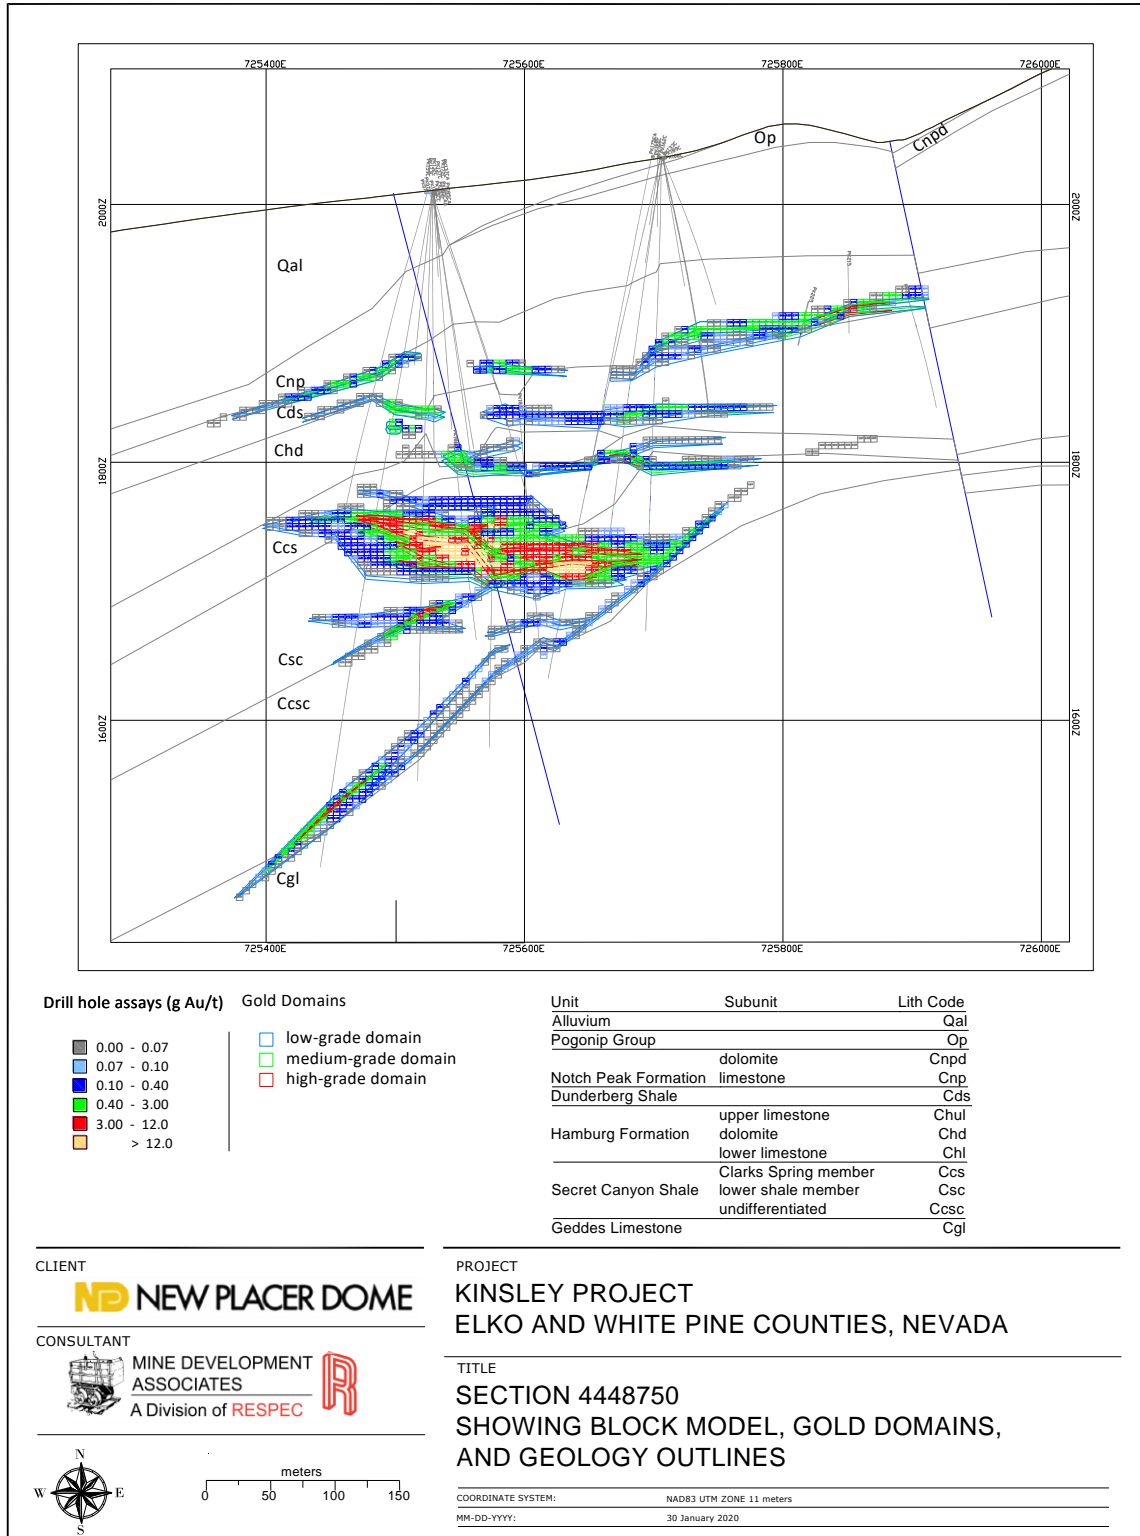 725400E 725600E 725800E 726000E
Op
Cnpd
2000Z 2000Z
Qal
PK215
PK209
Cnp
Cds
Chd
1800Z 1800Z
Ccs
Csc
Ccsc
1600Z 1600Z
Cgl
725400E 725600E 725800E 726000E
Drill hole assays (g Au/t)
0.00 - 0.07
0.07 - 0.10
0.10 - 0.40
0.40 - 3.00
3.00 - 12.0
> 12.0
Gold Domains
low-grade domain
medium-grade domain
high-grade domain
Unit Subunit Lith Code
Alluvium Qal
Pogonip Group Op
dolomite Cnpd
Notch Peak Formation limestone Cnp
Dunderberg Shale Cds
upper limestone Chul
Hamburg Formation dolomite Chd
lower limestone Chl
Clarks Spring member Ccs
Secret Canyon Shale lower shale member Csc
undifferentiated Ccsc
Geddes Limestone Cgl
CLIENT
NPD NEW PLACER DOME
CONSULTANT
MINE DEVELOPMENT
ASSOCIATES
A Division of RESPEC
R
N
W E
S
meters
0 50 100 150
PROJECT
KINSLEY PROJECT
ELKO AND WHITE PINE COUNTIES, NEVADA
TITLE
SECTION 4448750
SHOWING BLOCK MODEL, GOLD DOMAINS,
AND GEOLOGY OUTLINES
COORDINATE SYSTEM: NAD83 UTM ZONE 11 meters
MM-DD-YYYY: 30 January 2020